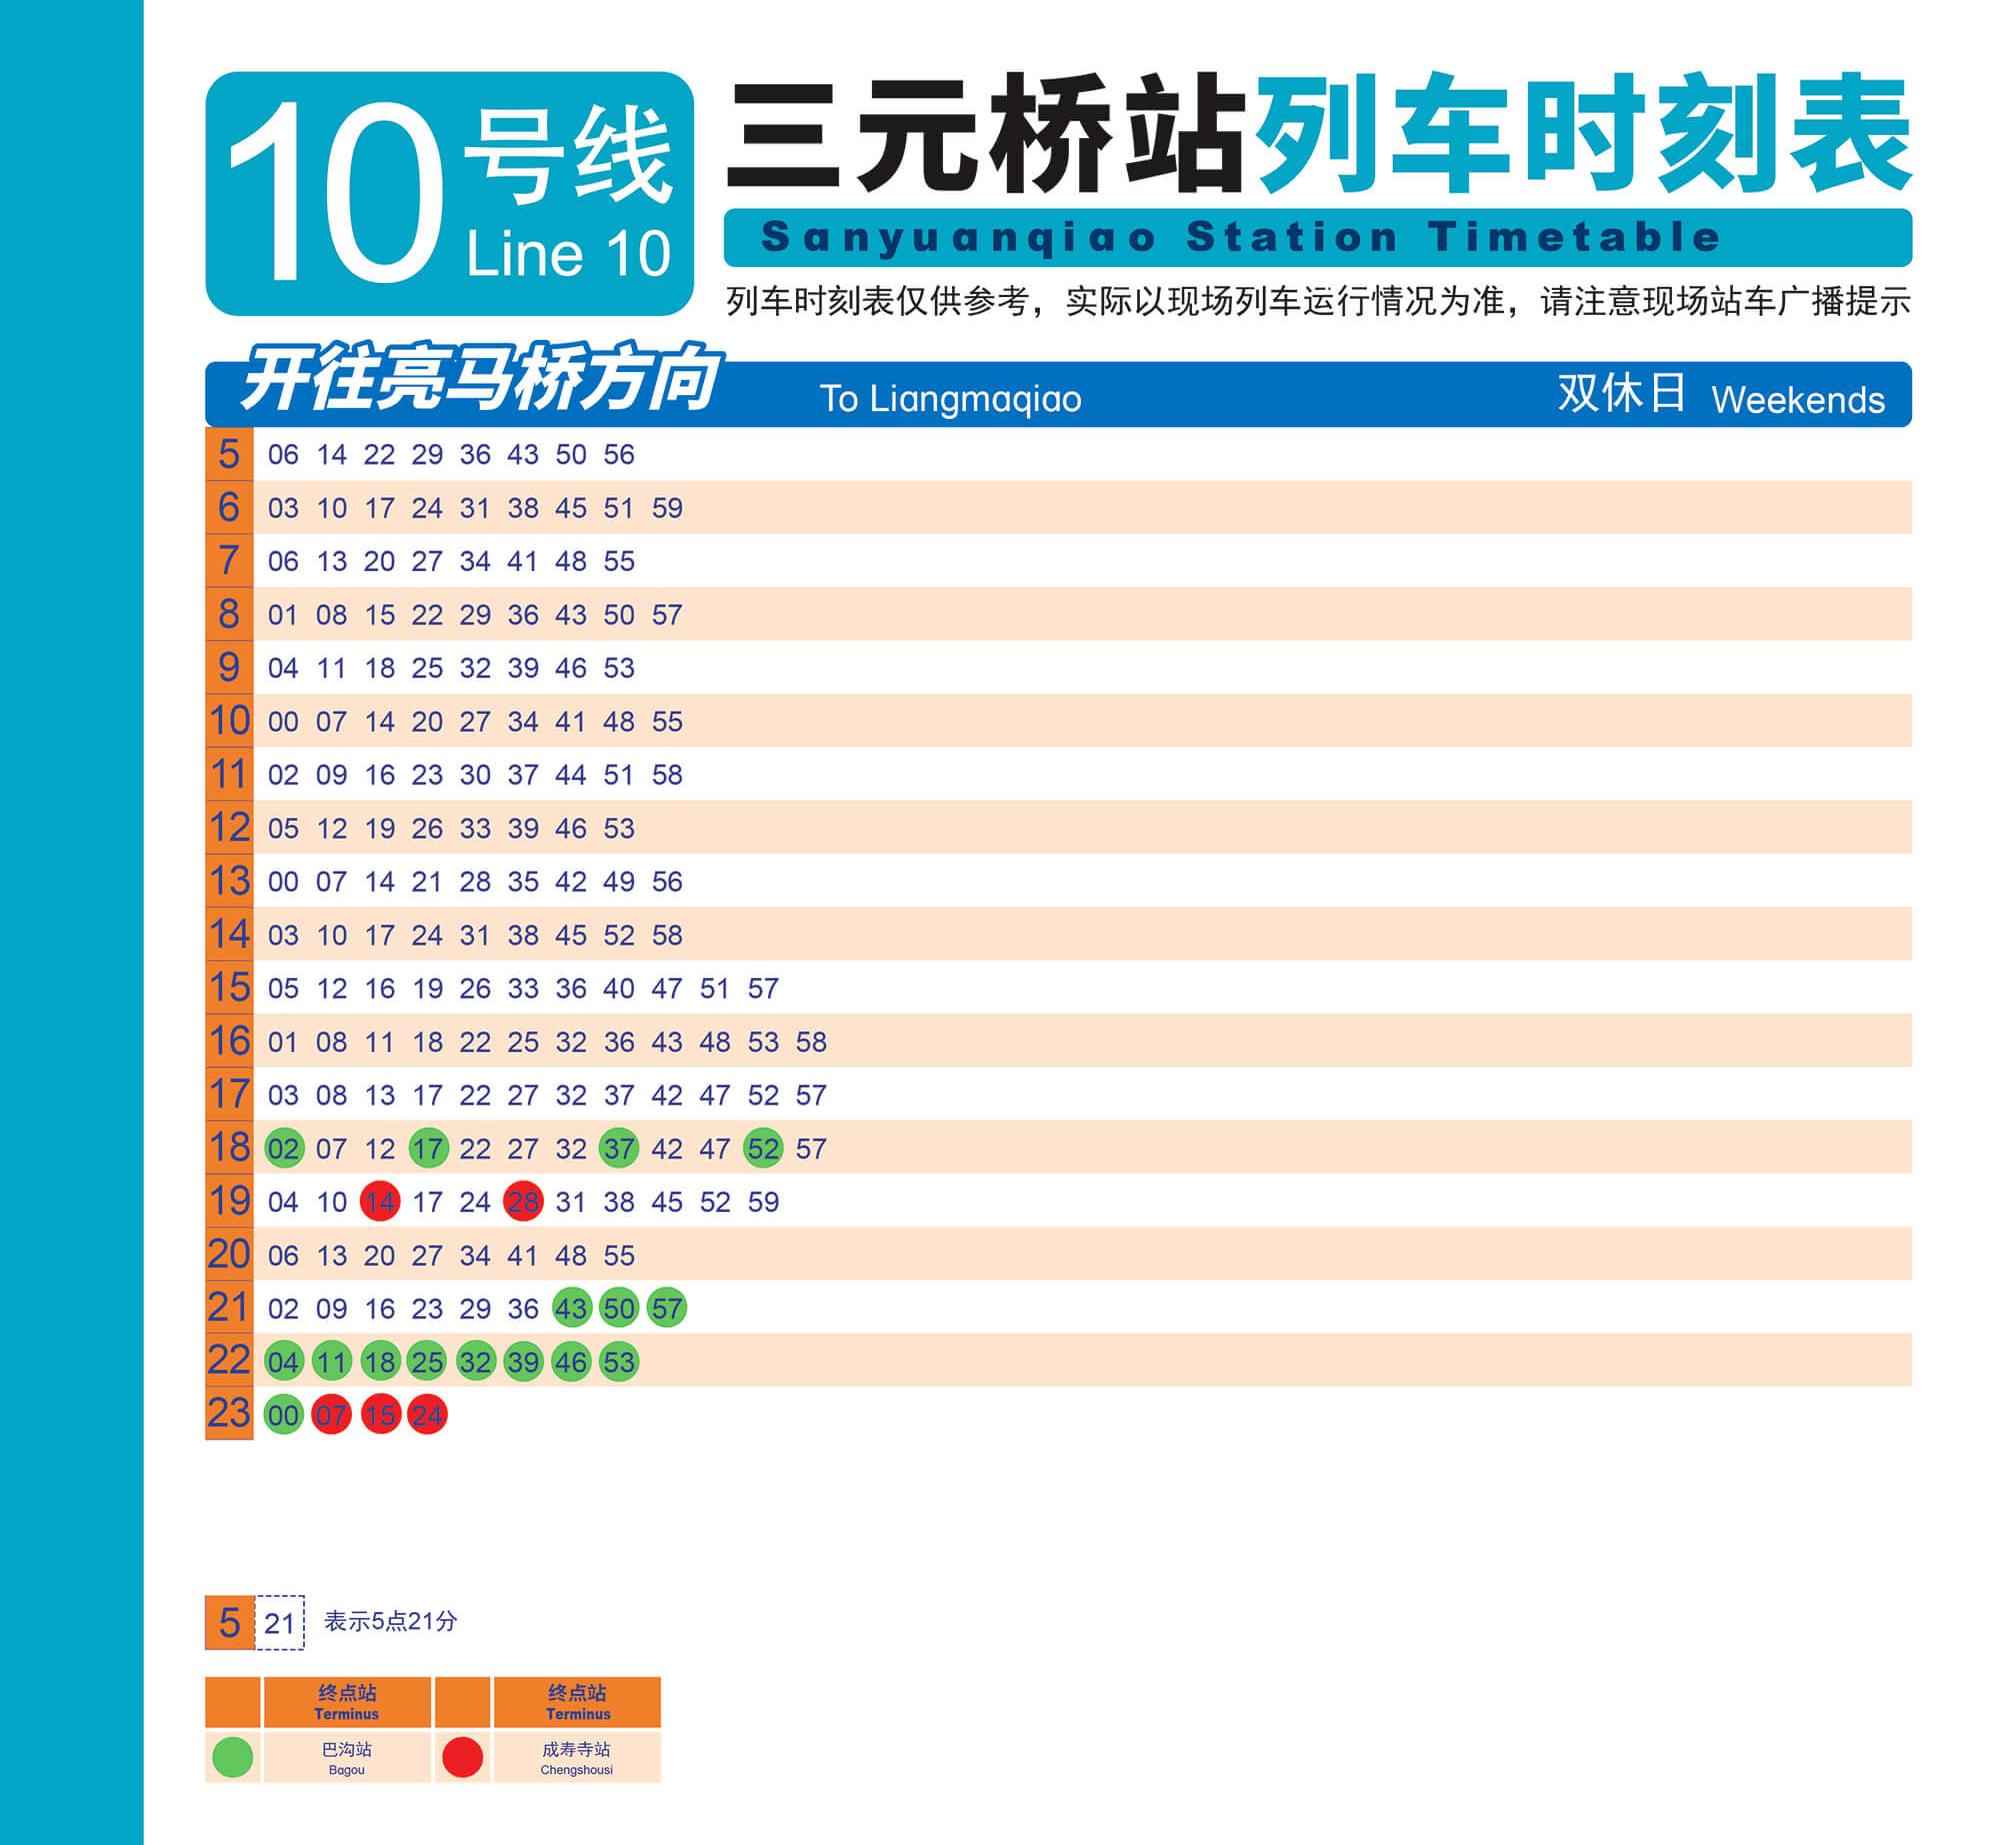 10号线
Line 10
三元桥站列车时刻表
Sanyuanqiao Station Timetable
列车时刻表仅供参考，实际以现场列车运行情况为准，请注意现场站车广播提示
开往亮马桥方向 To Liangmaqiao 双休日 Weekends
5 06 14 22 29 36 43 50 56
6 03 10 17 24 31 38 45 51 59
7 06 13 20 27 34 41 48 55
8 01 08 15 22 29 36 43 50 57
9 04 11 18 25 32 39 46 53
10 00 07 14 20 27 34 41 48 55
11 02 09 16 23 30 37 44 51 58
12 05 12 19 26 33 39 46 53
13 00 07 14 21 28 35 42 49 56
14 03 10 17 24 31 38 45 52 58
15 05 12 16 19 26 33 36 40 47 51 57
16 01 08 11 18 22 25 32 36 43 48 53 58
17 03 08 13 17 22 27 32 37 42 47 52 57
18 02 07 12 17 22 27 32 37 42 47 52 57
19 04 10 14 17 24 28 31 38 45 52 59
20 06 13 20 27 34 41 48 55
21 02 09 16 23 29 36 43 50 57
22 04 11 18 25 32 39 46 53
23 00 07 15 24
5 21 表示5点21分
终点站 终点站
Terminus Terminus
巴沟站 成寿寺站
Bagou Chengshousi